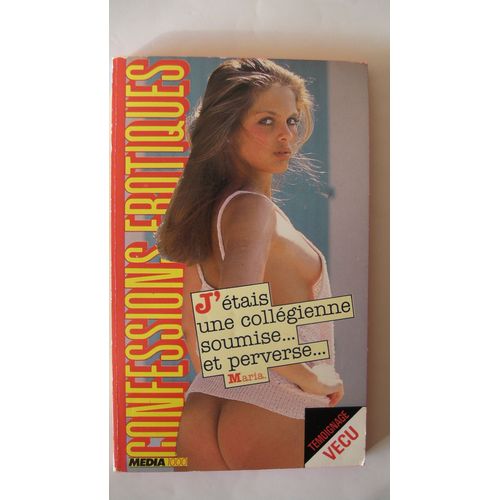 CONFESSIONS EROTIQUES
J'étais
une collégienne
soumise...
et perverse...
Maria.
TEMOIGNAGE
VECU
MEDIA 1000